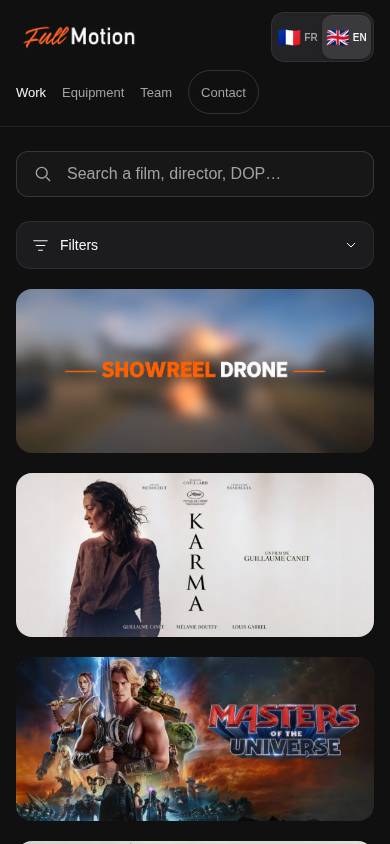 Full Motion
FR
EN
Work
Equipment
Team
Contact
Search a film, director, DOP…
Filters
SHOWREEL DRONE
KARMA
UN FILM DE
GUILLAUME CANET
GUILLAUME CANET
MÉLANIE DOUTEY
LOUIS GARREL
MASTERS
OF THE
UNIVERSE